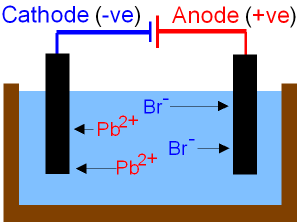 Cathode (-ve) Anode (+ve)
Br⁻
Pb²⁺
Br⁻
Pb²⁺